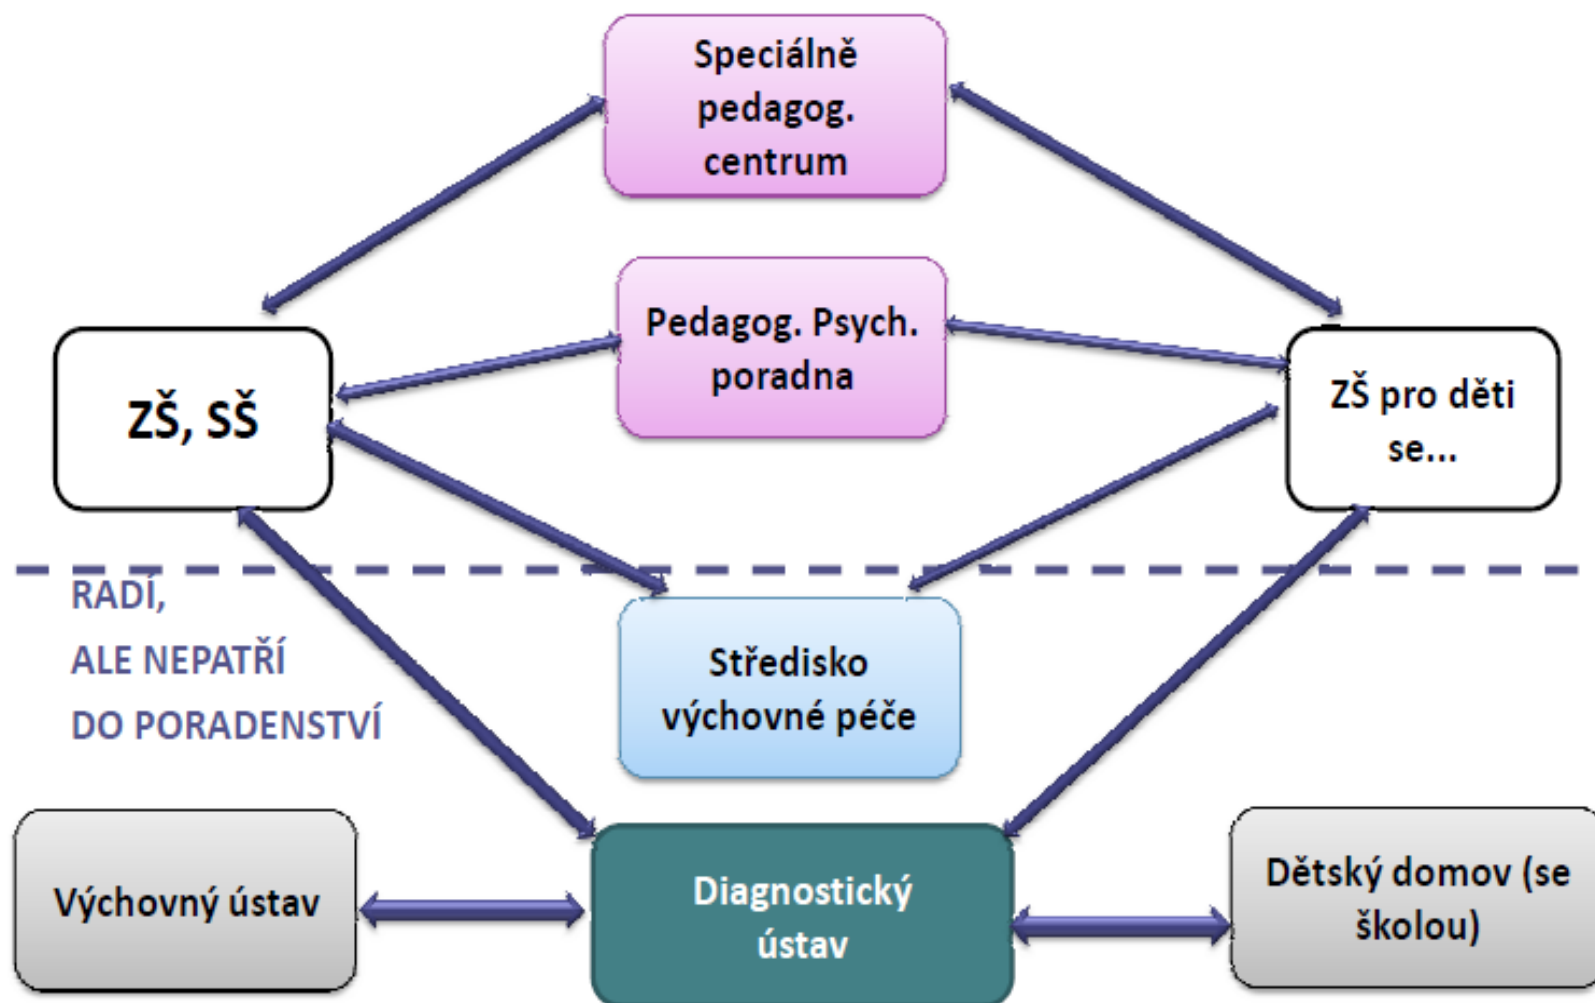 Speciálně
pedagog.
centrum
Pedagog. Psych.
poradna
ZŠ, SŠ
ZŠ pro děti
se...
RADÍ,
ALE NEPATŘÍ
DO PORADENSTVÍ
Středisko
výchovné péče
Výchovný ústav
Diagnostický
ústav
Dětský domov (se
školou)